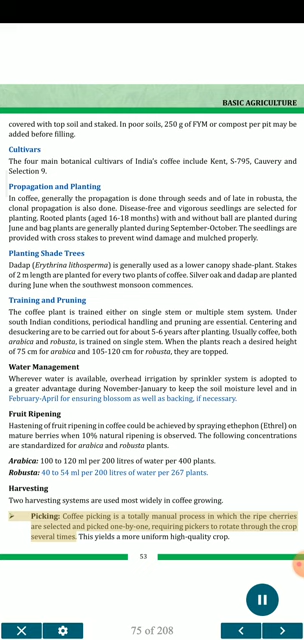 BASIC AGRICULTURE
covered with top soil and staked. In poor soils, 250 g of FYM or compost per pit may be
added before filling.
Cultivars
The four main botanical cultivars of India's coffee include Kent, S-795, Cauvery and
Selection 9.
Propagation and Planting
In coffee, generally the propagation is done through seeds and of late in robusta, the
clonal propagation is also done. Disease-free and vigorous seedlings are selected for
planting. Rooted plants (aged 16-18 months) with and without ball are planted during
June and bag plants are generally planted during September-October. The seedlings are
provided with cross stakes to prevent wind damage and mulched properly.
Planting Shade Trees
Dadap (Erythrina lithosperma) is generally used as a lower canopy shade-plant. Stakes
of 2 m length are planted for every two plants of coffee. Silver oak and dadap are planted
during June when the southwest monsoon commences.
Training and Pruning
The coffee plant is trained either on single stem or multiple stem system. Under
south Indian conditions, periodical handling and pruning are essential. Centering and
desuckering are to be carried out for about 5-6 years after planting. Usually coffee, both
arabica and robusta, is trained on single stem. When the plants reach a desired height
of 75 cm for arabica and 105-120 cm for robusta, they are topped.
Water Management
Wherever water is available, overhead irrigation by sprinkler system is adopted to
a greater advantage during November-January to keep the soil moisture level and in
February-April for ensuring blossom as well as backing, if necessary.
Fruit Ripening
Hastening of fruit ripening in coffee could be achieved by spraying ethephon (Ethrel) on
mature berries when 10% natural ripening is observed. The following concentrations
are standardized for arabica and robusta plants.
Arabica: 100 to 120 ml per 200 litres of water per 400 plants.
Robusta: 40 to 54 ml per 200 litres of water per 267 plants.
Harvesting
Two harvesting systems are used most widely in coffee growing.
➤ Picking: Coffee picking is a totally manual process in which the ripe cherries
are selected and picked one-by-one, requiring pickers to rotate through the crop
several times. This yields a more uniform high-quality crop.
53
75 of 208